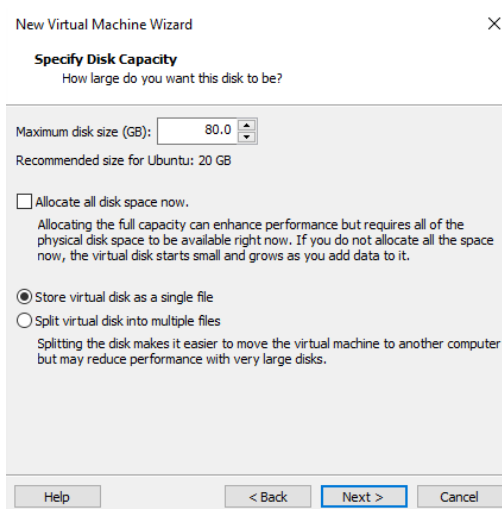 New Virtual Machine Wizard
Specify Disk Capacity
How large do you want this disk to be?
Maximum disk size (GB): 80.0
Recommended size for Ubuntu: 20 GB
Allocate all disk space now.
Allocating the full capacity can enhance performance but requires all of the
physical disk space to be available right now. If you do not allocate all the space
now, the virtual disk starts small and grows as you add data to it.
Store virtual disk as a single file
Split virtual disk into multiple files
Splitting the disk makes it easier to move the virtual machine to another computer
but may reduce performance with very large disks.
Help < Back Next > Cancel